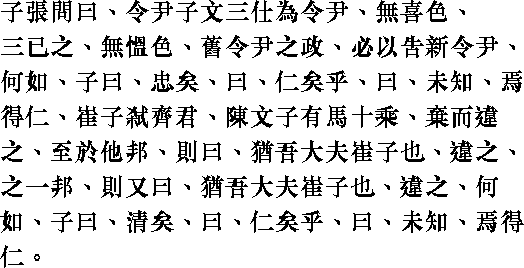 子張問曰、令尹子文三仕為令尹、無喜色、
三已之、無慍色、舊令尹之政、必以告新令尹、
何如、子曰、忠矣、曰、仁矣乎、曰、未知、焉
得仁、崔子弒齊君、陳文子有馬十乘、棄而違
之、至於他邦、則曰、猶吾大夫崔子也、違之、
之一邦、則又曰、猶吾大夫崔子也、違之、何
如、子曰、清矣、曰、仁矣乎、曰、未知、焉得
仁。